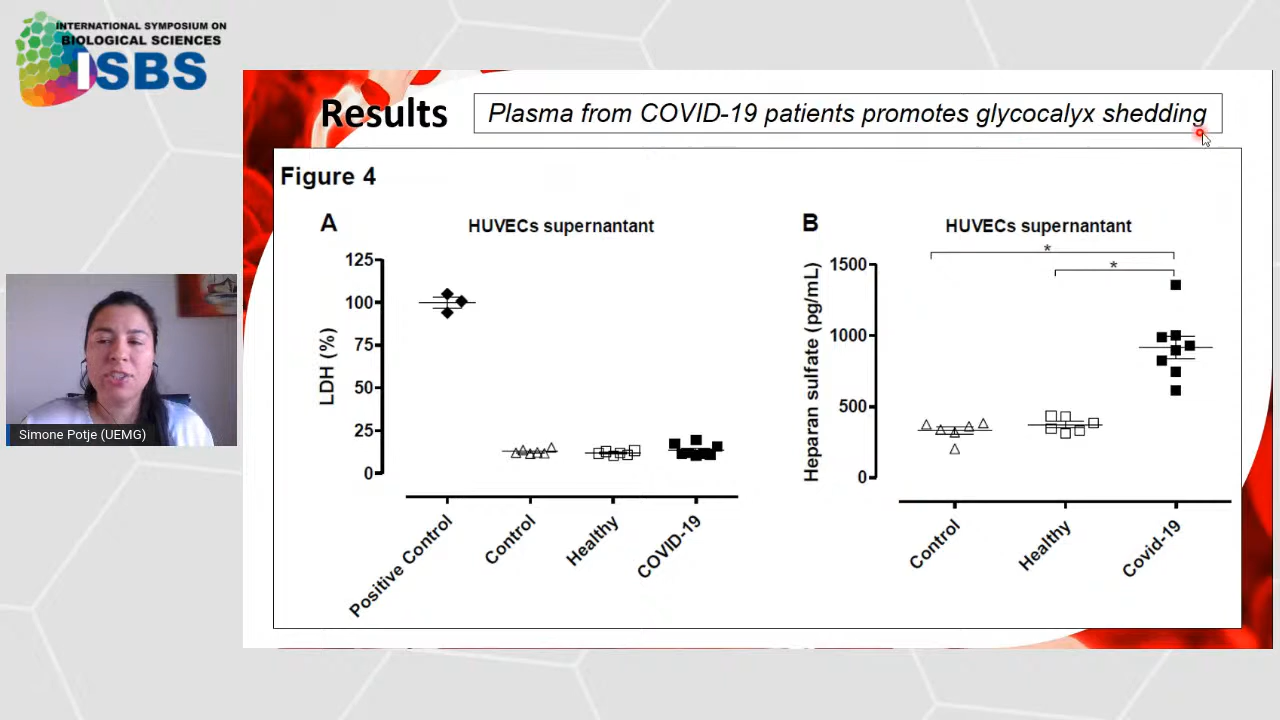 INTERNATIONAL SYMPOSIUM ON
BIOLOGICAL SCIENCES
ISBS
Results
Plasma from COVID-19 patients promotes glycocalyx shedding
Figure 4
A
HUVECs supernantant
LDH (%)
125
100
75
50
25
0
Positive Control
Control
Healthy
COVID-19
B
HUVECs supernantant
*
*
Heparan sulfate (pg/mL)
1500
1000
500
0
Control
Healthy
Covid-19
Simone Potje (UEMG)